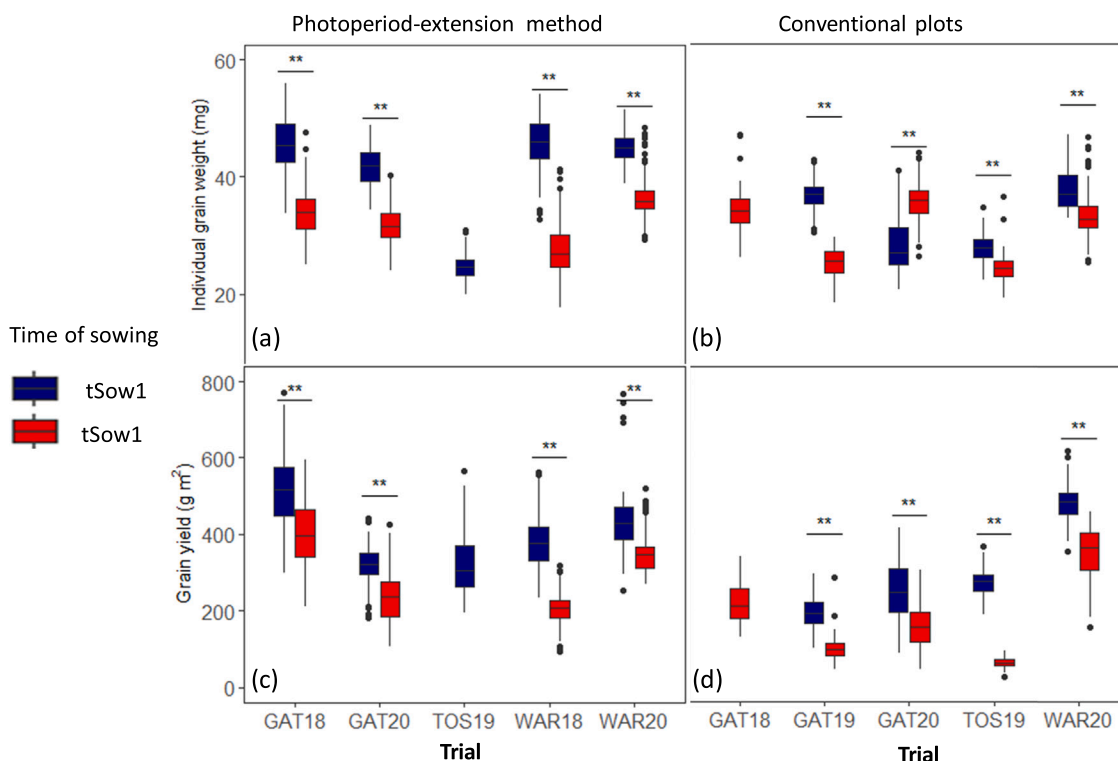 Photoperiod-extension method
Conventional plots
Individual grain weight (mg)
60
40
20
** ** ** **
(a)
** ** ** **
(b)
Time of sowing
tSow1
tSow1
Grain yield (g m²)
800
600
400
200
0
** ** ** **
(c)
** ** ** **
(d)
GAT18 GAT20 TOS19 WAR18 WAR20
Trial
GAT18 GAT19 GAT20 TOS19 WAR20
Trial